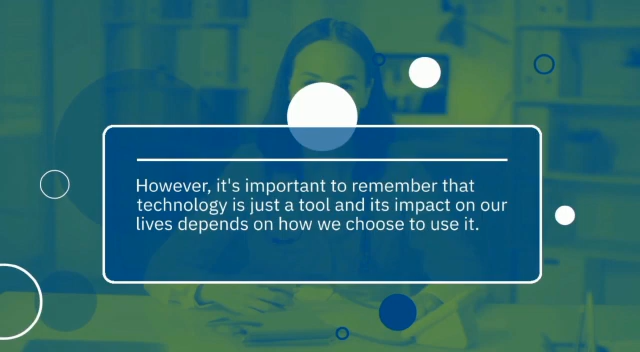 However, it's important to remember that
technology is just a tool and its impact on our
lives depends on how we choose to use it.